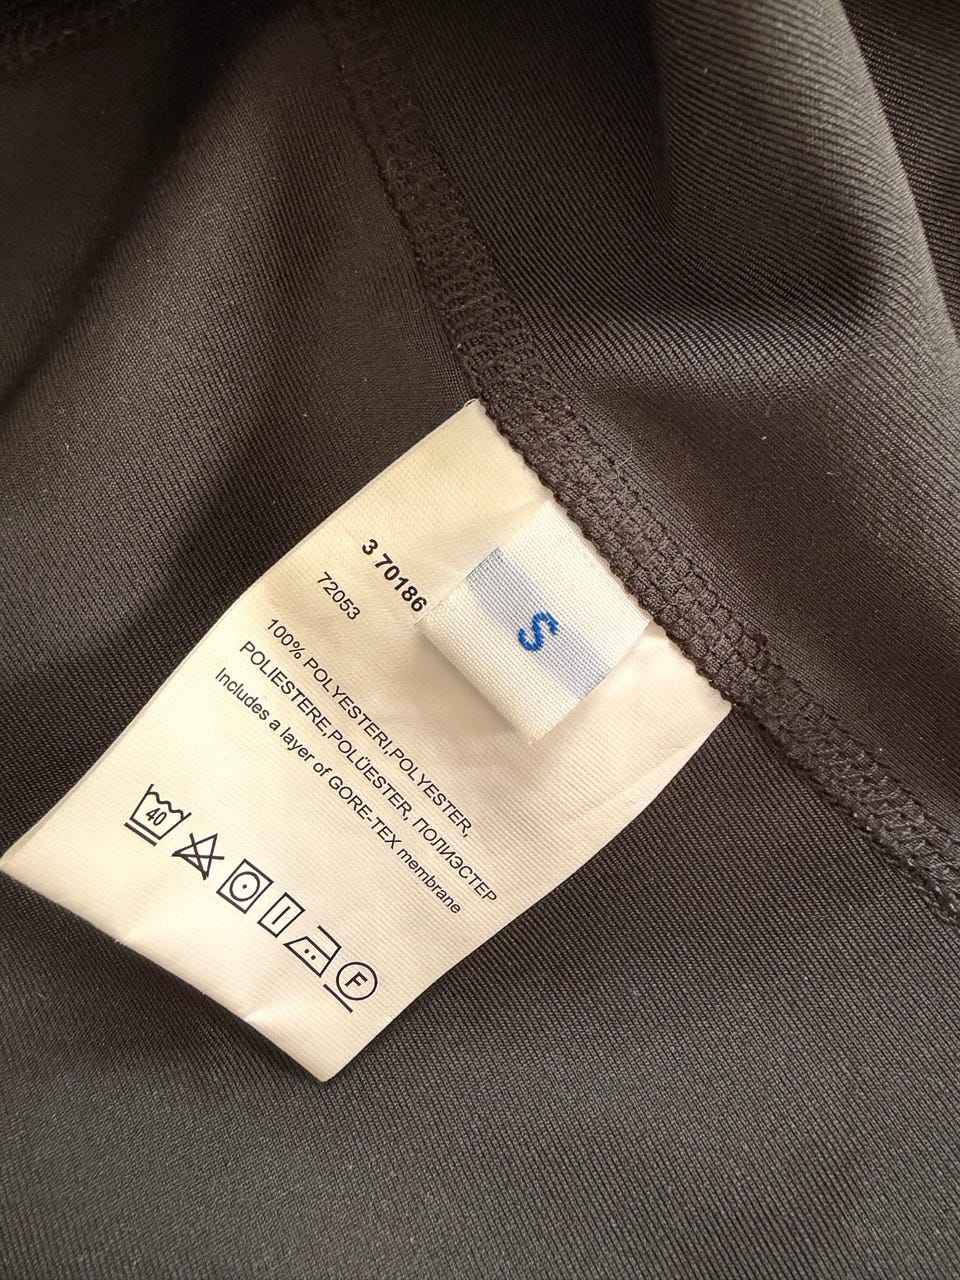 3 70186
72053
S
100% POLYESTERI,POLYESTER,
POLIESTERE,POLÜESTER, ПОЛИЭСТЕР
Includes a layer of GORE-TEX membrane
40
F